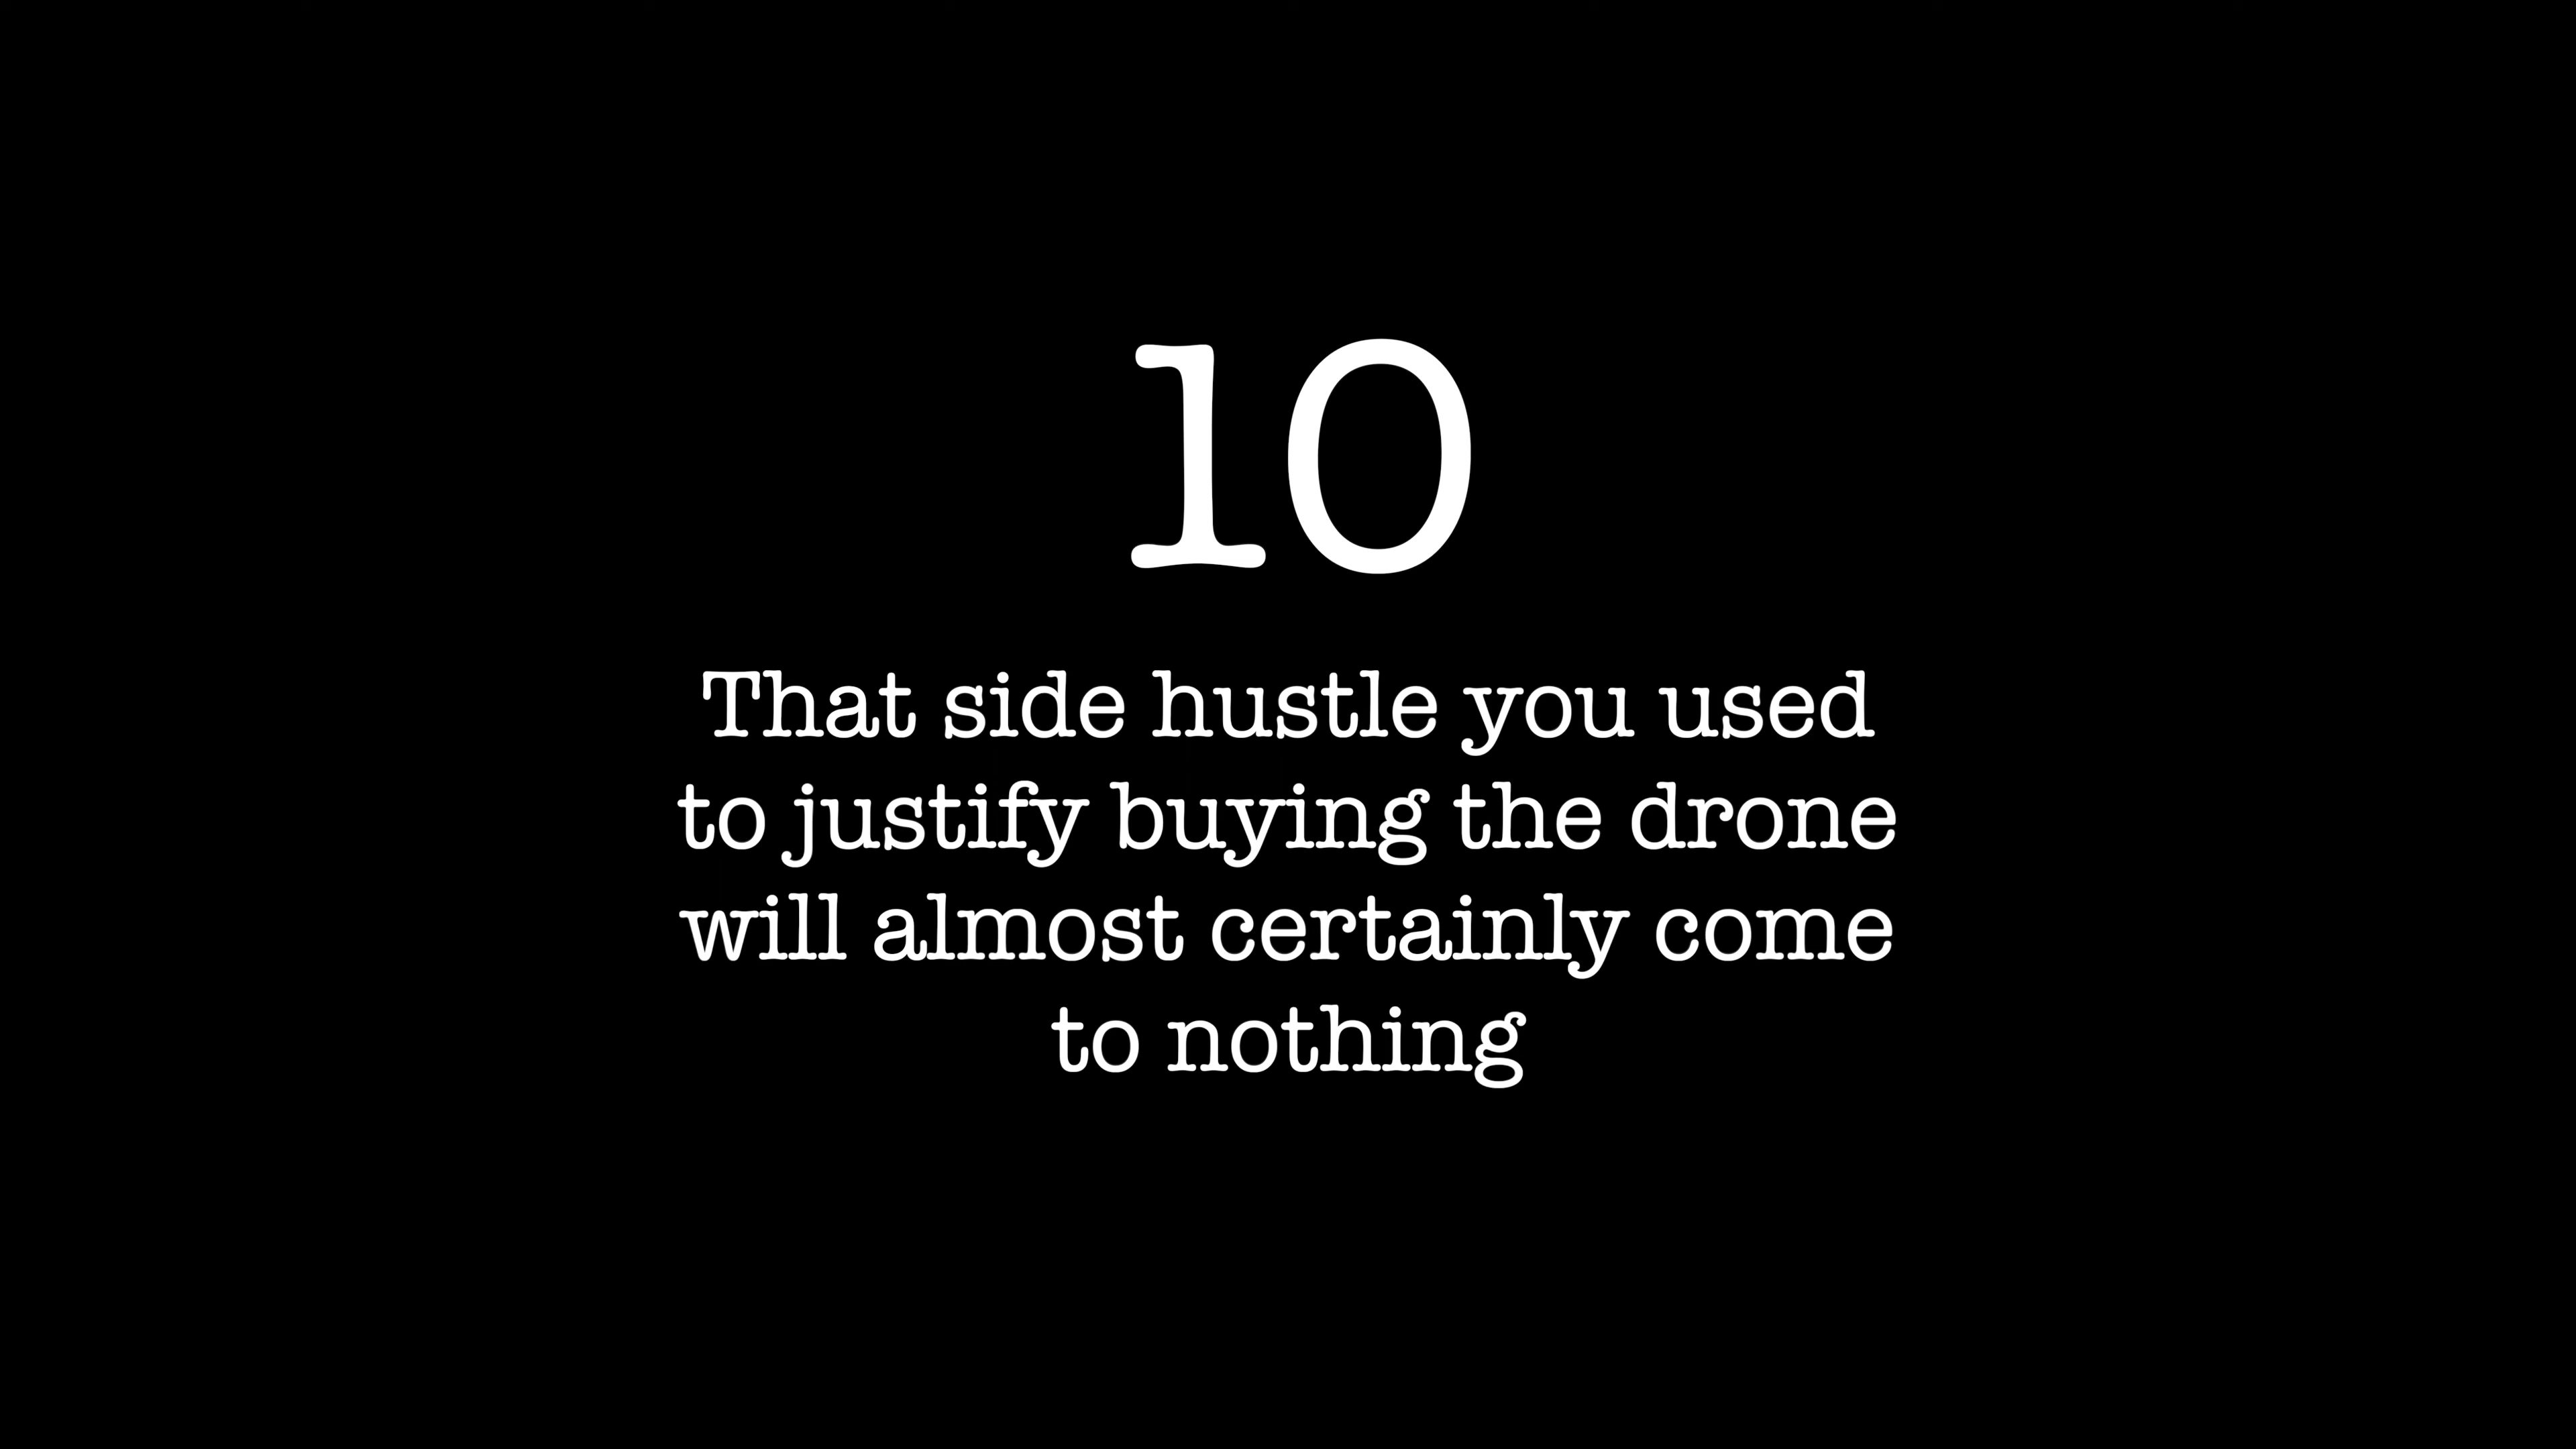 10
That side hustle you used
to justify buying the drone
will almost certainly come
to nothing